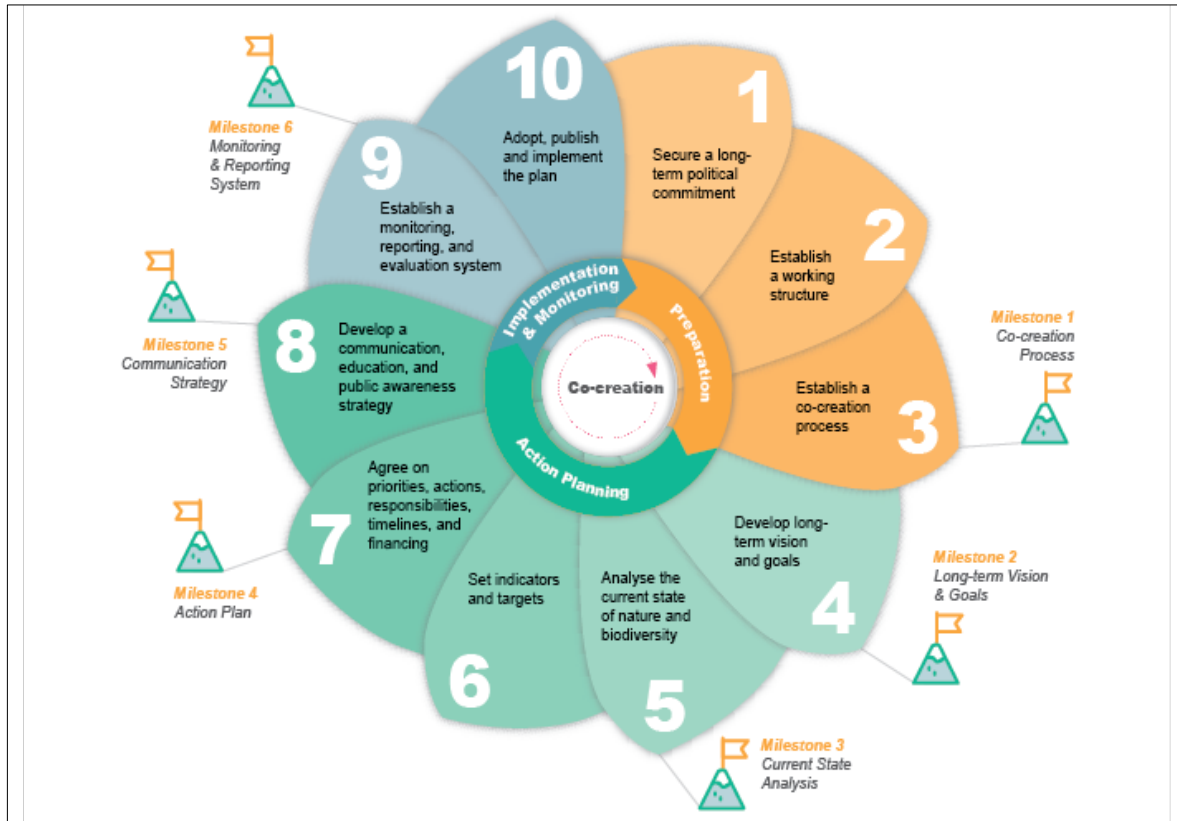 10
Adopt, publish
and implement
the plan
1
Secure a long-
term political
commitment
2
Establish
a working
structure
3
Establish a
co-creation
process
Milestone 1
Co-creation
Process
4
Develop long-
term vision
and goals
Milestone 2
Long-term Vision
& Goals
5
Analyse the
current state
of nature and
biodiversity
Milestone 3
Current State
Analysis
6
Set indicators
and targets
7
Agree on
priorities, actions,
responsibilities,
timelines, and
financing
Milestone 4
Action Plan
8
Develop a
communication,
education, and
public awareness
strategy
Milestone 5
Communication
Strategy
9
Establish a
monitoring,
reporting, and
evaluation system
Milestone 6
Monitoring
& Reporting
System
Implementation
& Monitoring
Preparation
Action Planning
Co-creation